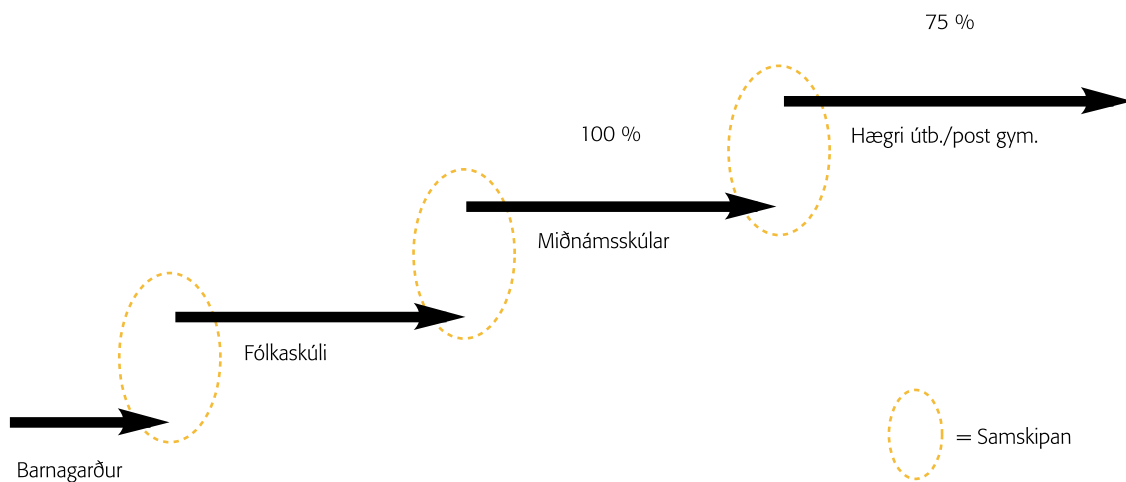 75 %
Hægri útb./post gym.
100 %
Miðnámsskúlar
Fólkaskúli
= Samskipan
Barnagarður